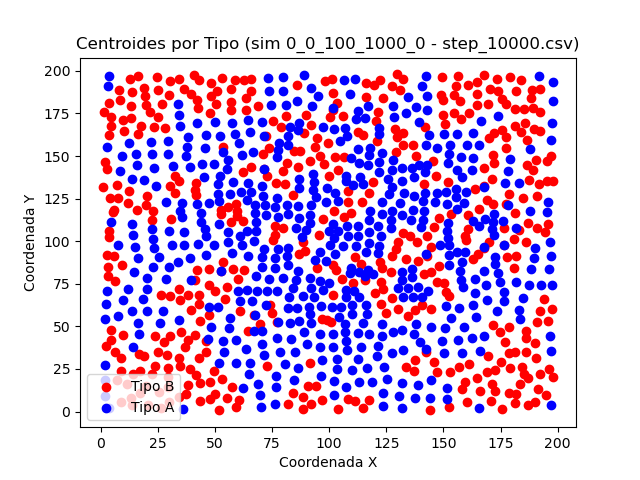 Centroides por Tipo (sim 0_0_100_1000_0 - step_10000.csv)
Coordenada Y
200
175
150
125
100
75
50
25
0
Tipo B
Tipo A
0 25 50 75 100 125 150 175 200
Coordenada X